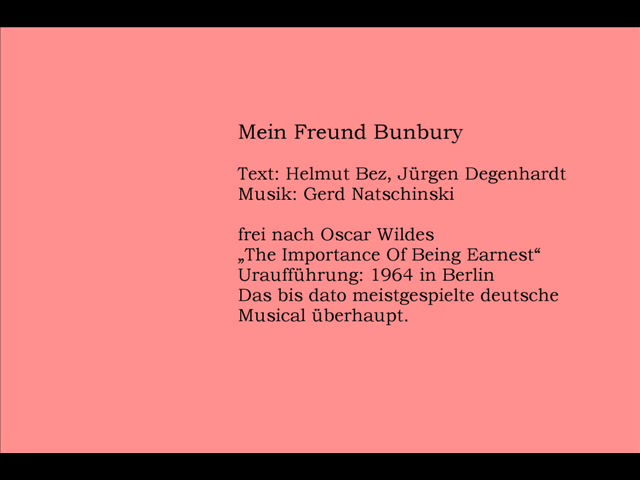 Mein Freund Bunbury
Text: Helmut Bez, Jürgen Degenhardt
Musik: Gerd Natschinski
frei nach Oscar Wildes
„The Importance Of Being Earnest“
Uraufführung: 1964 in Berlin
Das bis dato meistgespielte deutsche
Musical überhaupt.